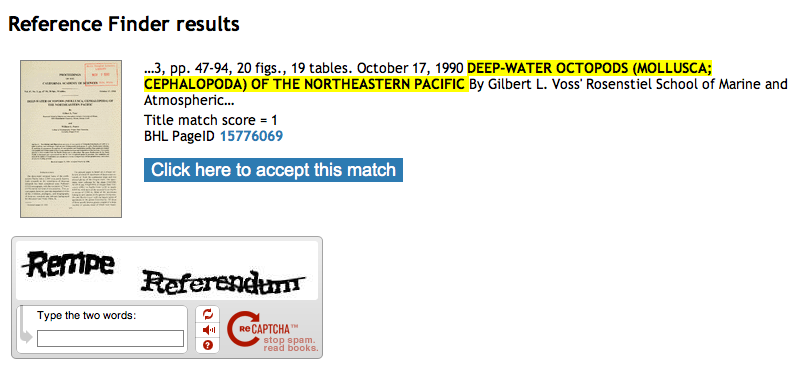 Reference Finder results
...3, pp. 47-94, 20 figs., 19 tables. October 17, 1990 DEEP-WATER OCTOPODS (MOLLUSCA;
CEPHALOPODA) OF THE NORTHEASTERN PACIFIC By Gilbert L. Voss' Rosenstiel School of Marine and
Atmospheric...
Title match score = 1
BHL PageID 15776069
Click here to accept this match
Rempe Referendum
Type the two words:
RECAPTCHA™
stop spam.
read books.